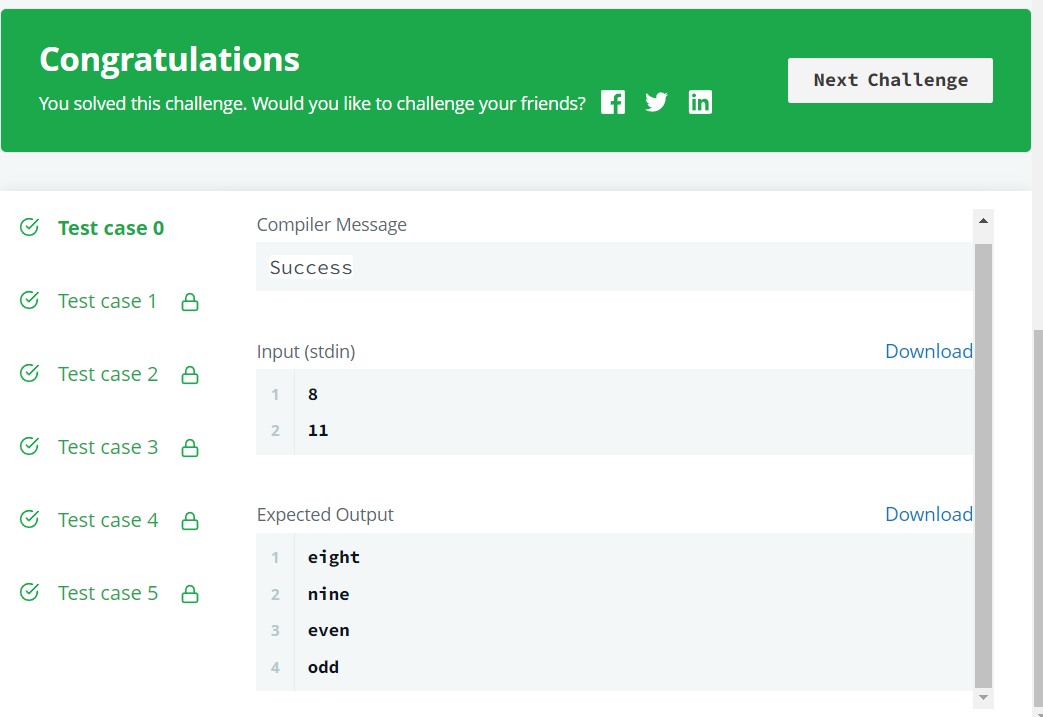 Congratulations
You solved this challenge. Would you like to challenge your friends?
Next Challenge
Test case 0
Test case 1
Test case 2
Test case 3
Test case 4
Test case 5
Compiler Message
Success
Input (stdin) Download
1 8
2 11
Expected Output Download
1 eight
2 nine
3 even
4 odd